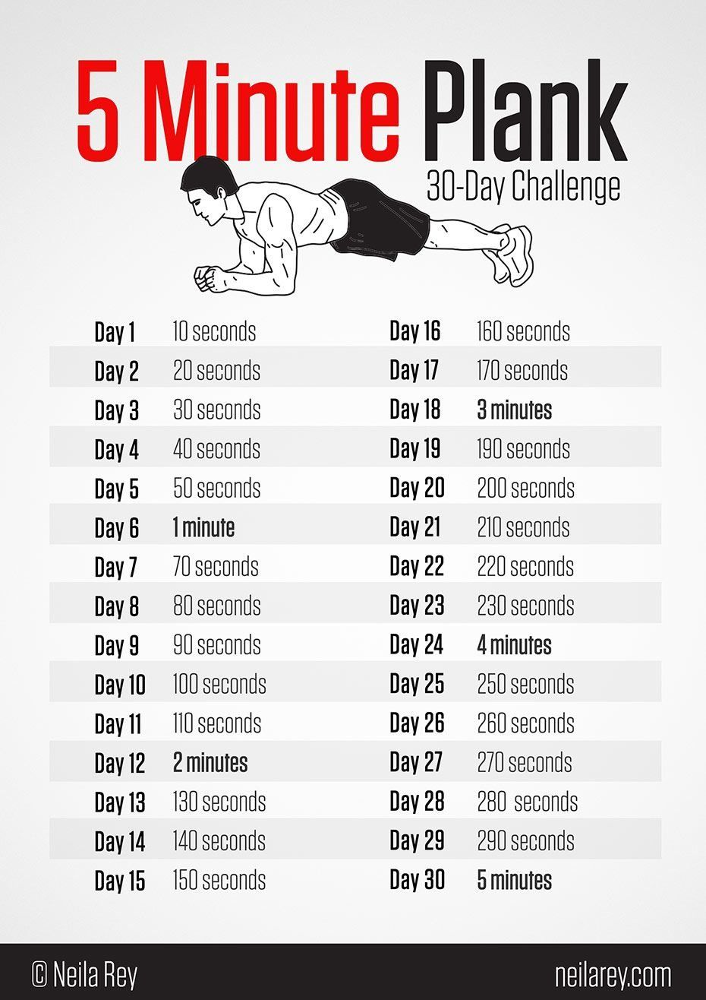 5 Minute Plank
30-Day Challenge
Day 1 10 seconds
Day 2 20 seconds
Day 3 30 seconds
Day 4 40 seconds
Day 5 50 seconds
Day 6 1 minute
Day 7 70 seconds
Day 8 80 seconds
Day 9 90 seconds
Day 10 100 seconds
Day 11 110 seconds
Day 12 2 minutes
Day 13 130 seconds
Day 14 140 seconds
Day 15 150 seconds
Day 16 160 seconds
Day 17 170 seconds
Day 18 3 minutes
Day 19 190 seconds
Day 20 200 seconds
Day 21 210 seconds
Day 22 220 seconds
Day 23 230 seconds
Day 24 4 minutes
Day 25 250 seconds
Day 26 260 seconds
Day 27 270 seconds
Day 28 280 seconds
Day 29 290 seconds
Day 30 5 minutes
© Neila Rey
neilarey.com